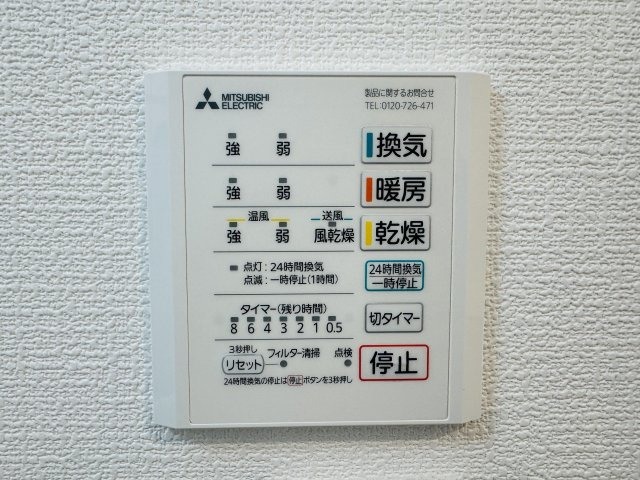 MITSUBISHI
ELECTRIC
製品に関するお問合せ
TEL:0120-726-471
強 弱 換気
強 弱 暖房
温風 送風
強 弱 風乾燥 乾燥
点灯:24時間換気
点滅:一時停止(1時間)
24時間換気
一時停止
タイマー(残り時間)
8 6 4 3 2 1 0.5
切タイマー
3秒押し
リセット フィルター清掃 点検
停止
24時間換気の停止は停止ボタンを3秒押し